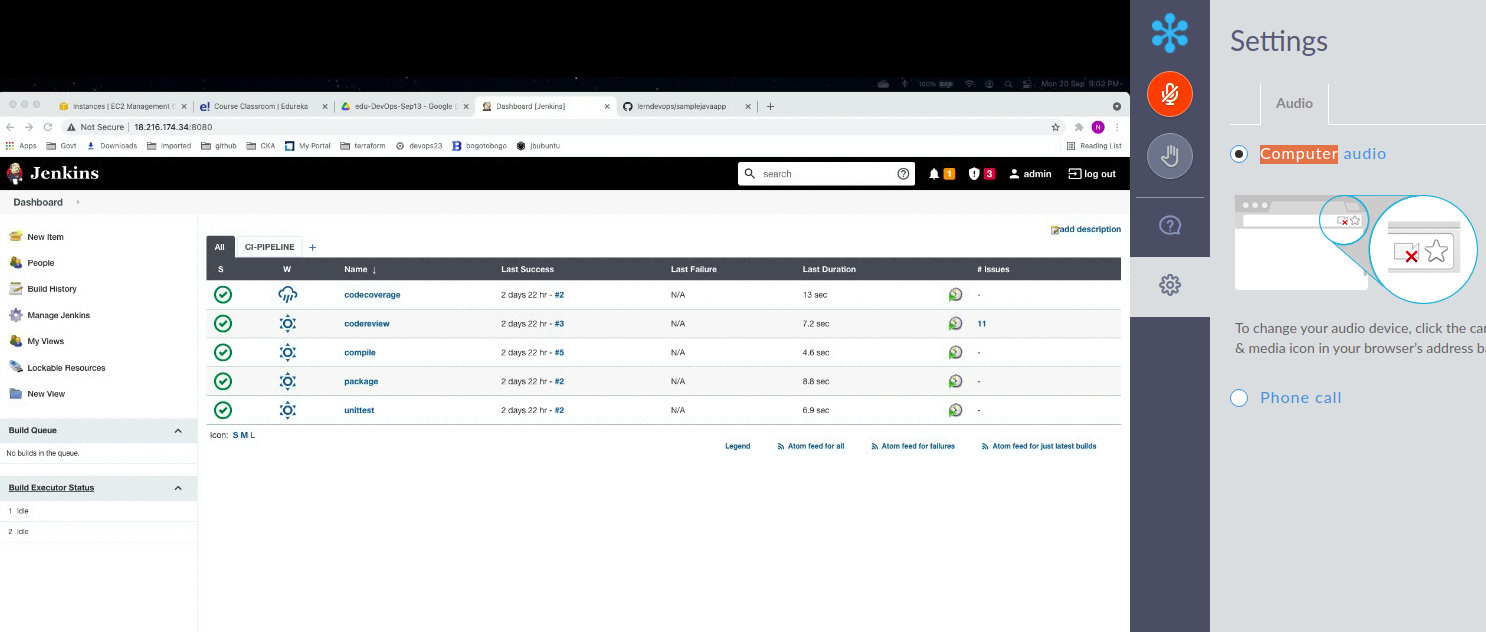 100%
Mon 20 Sep 9:02 PM
Instances | EC2 Management C
Course Classroom | Edureka
edu-DevOps-Sep13 - Google D
Dashboard [Jenkins]
lerndevops/samplejavaapp
Not Secure | 18.216.174.34:8080
Apps Govt Downloads Imported github CKA My Portal terraform devops23 bogotobogo jbubuntu Reading List
Jenkins
search
1
3
admin
log out
Dashboard
New Item
People
Build History
Manage Jenkins
My Views
Lockable Resources
New View
Build Queue
No builds in the queue.
Build Executor Status
1 Idle
2 Idle
add description
All CI-PIPELINE +
S W Name ↓ Last Success Last Failure Last Duration # Issues
codecoverage 2 days 22 hr - #2 N/A 13 sec -
codereview 2 days 22 hr - #3 N/A 7.2 sec 11
compile 2 days 22 hr - #5 N/A 4.6 sec -
package 2 days 22 hr - #2 N/A 8.8 sec -
unittest 2 days 22 hr - #2 N/A 6.9 sec -
Icon: S M L
Legend Atom feed for all Atom feed for failures Atom feed for just latest builds
Settings
Audio
Computer audio
To change your audio device, click the
& media icon in your browser's address
Phone call